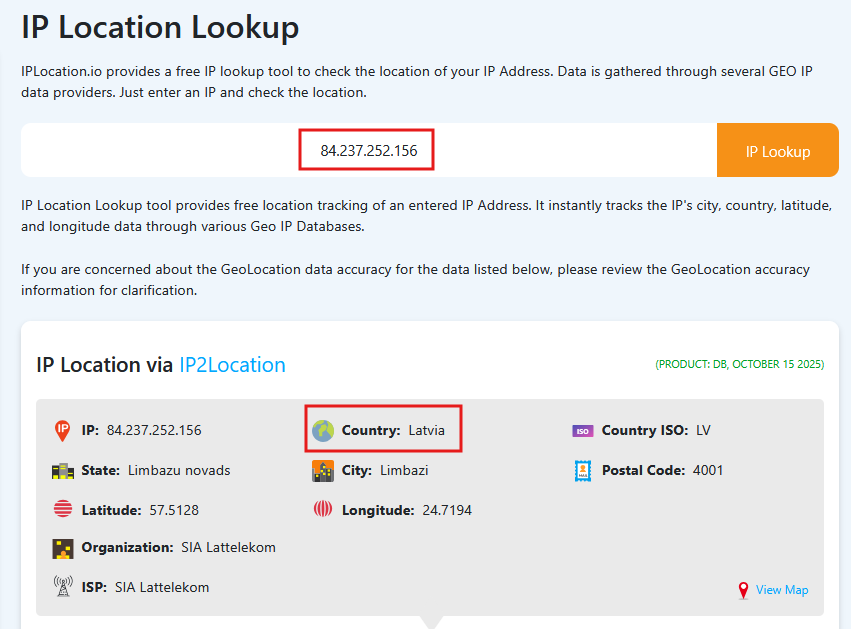 IP Location Lookup
IPLocation.io provides a free IP lookup tool to check the location of your IP Address. Data is gathered through several GEO IP
data providers. Just enter an IP and check the location.
84.237.252.156
IP Lookup
IP Location Lookup tool provides free location tracking of an entered IP Address. It instantly tracks the IP's city, country, latitude,
and longitude data through various Geo IP Databases.
If you are concerned about the GeoLocation data accuracy for the data listed below, please review the GeoLocation accuracy
information for clarification.
IP Location via IP2Location
(PRODUCT: DB, OCTOBER 15 2025)
IP IP: 84.237.252.156
Country: Latvia
ISO Country ISO: LV
State: Limbazu novads
City: Limbazi
Postal Code: 4001
Latitude: 57.5128
Longitude: 24.7194
Organization: SIA Lattelekom
ISP: SIA Lattelekom
View Map